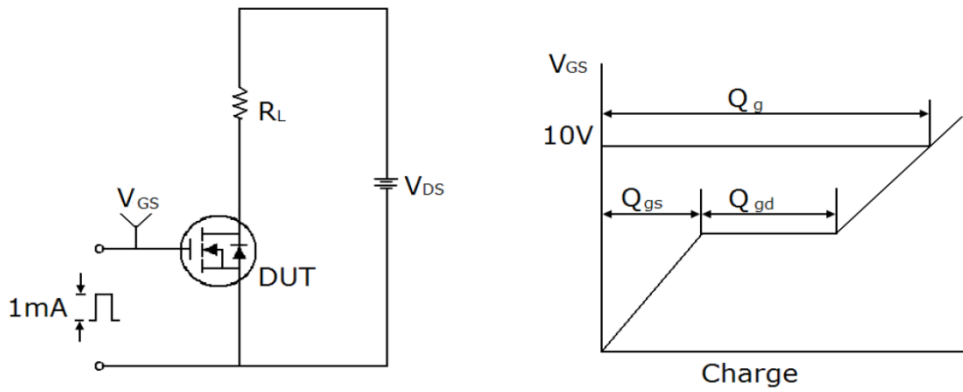 RL
VDS
VGS
DUT
1mA
VGS
Qg
10V
Qgs
Qgd
Charge